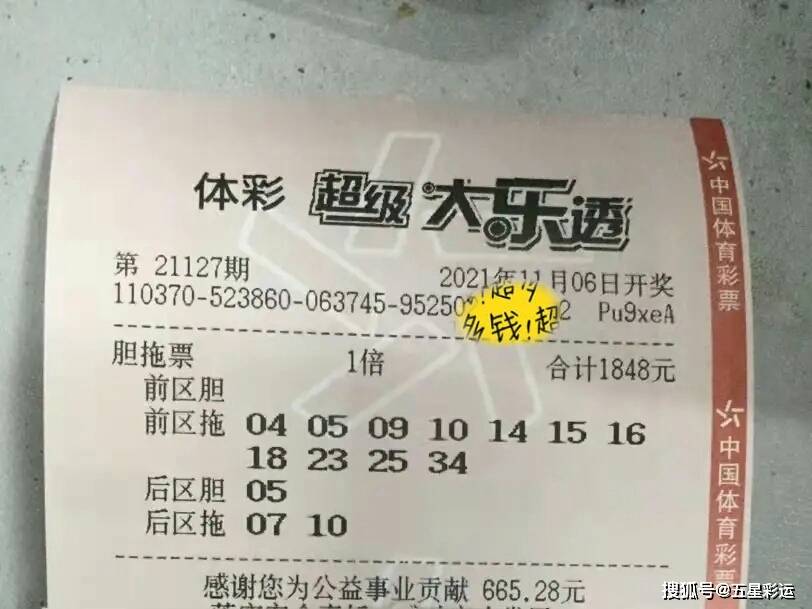 体彩 超级大乐透
第 21127期 2021年11月06日开奖
110370-523860-063745-9525 2 Pu9xeA
多钱!超
胆拖票 1倍 合计1848元
前区胆
前区拖 04 05 09 10 14 15 16
18 23 25 34
后区胆 05
后区拖 07 10
感谢您为公益事业贡献 665.28元
中国体育彩票
中国体育彩票
搜狐号@五星彩运